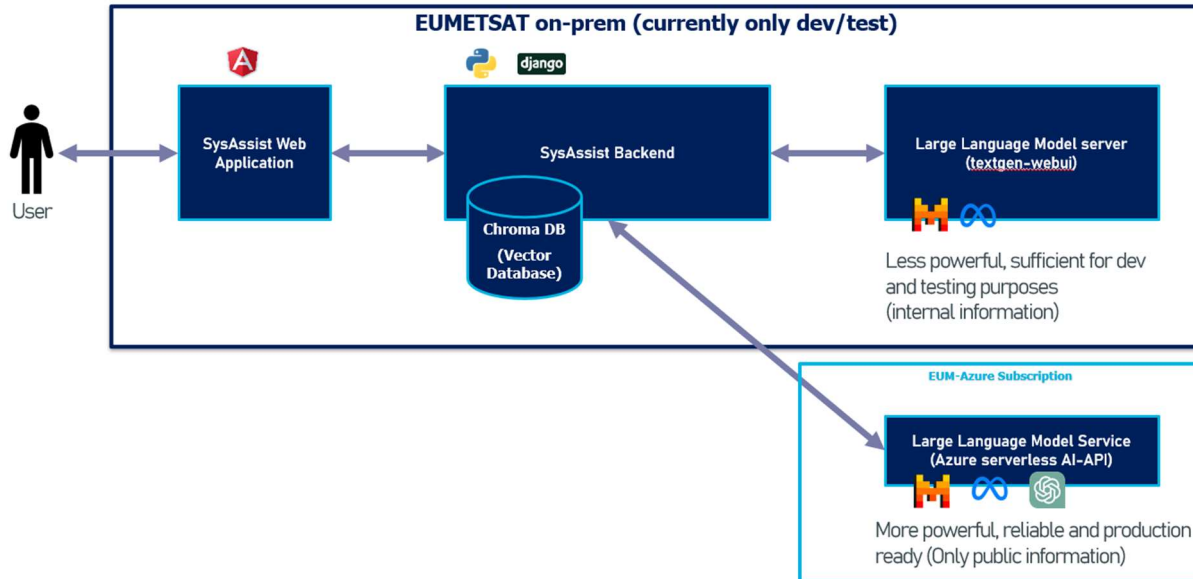 EUMETSAT on-prem (currently only dev/test)
django
SysAssist Web
Application
SysAssist Backend
Large Language Model server
(textgen-webui)
User
Chroma DB
(Vector
Database)
Less powerful, sufficient for dev
and testing purposes
(internal information)
EUM-Azure Subscription
Large Language Model Service
(Azure serverless AI-API)
More powerful, reliable and production
ready (Only public information)